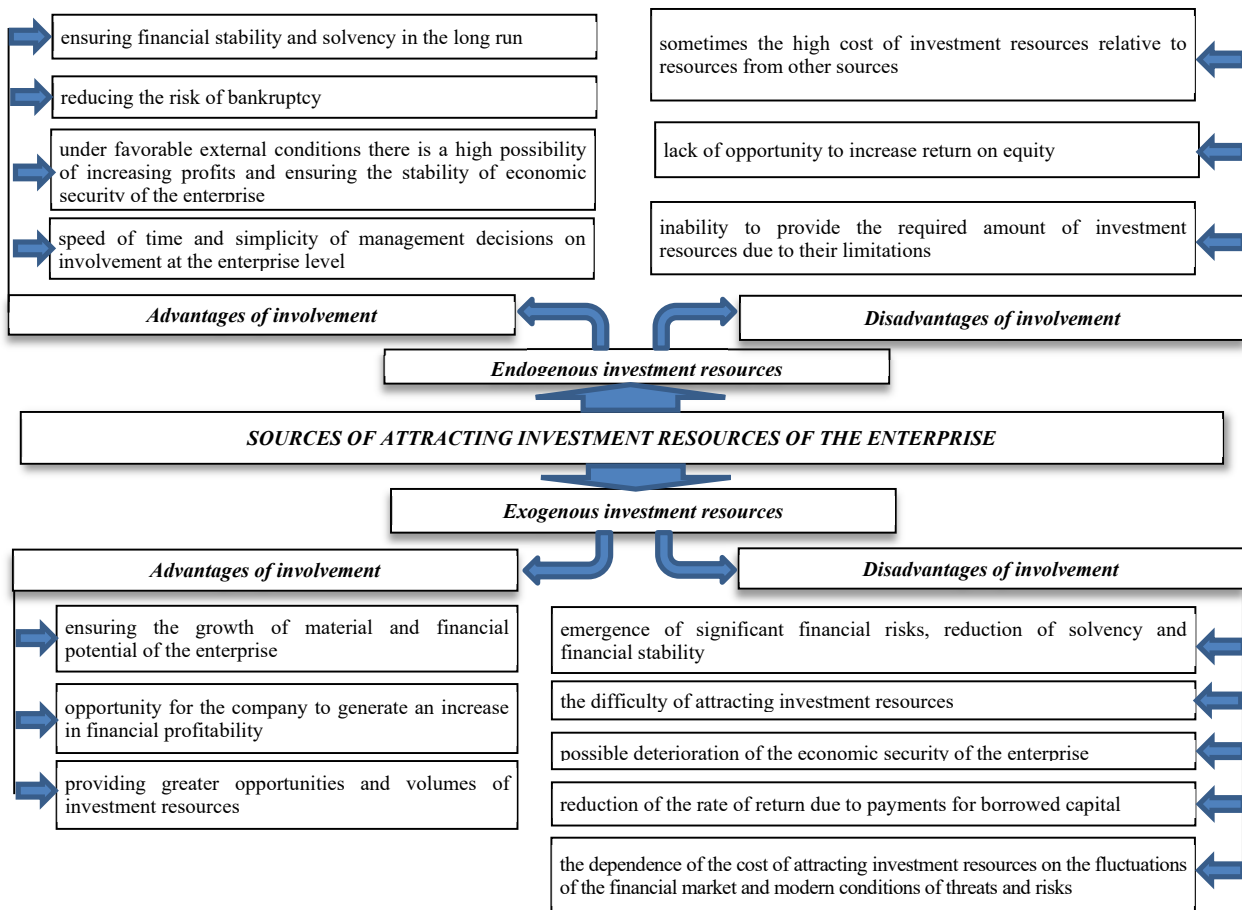 ensuring financial stability and solvency in the long run
reducing the risk of bankruptcy
under favorable external conditions there is a high possibility
of increasing profits and ensuring the stability of economic
security of the enterprise
speed of time and simplicity of management decisions on
involvement at the enterprise level
Advantages of involvement
sometimes the high cost of investment resources relative to
resources from other sources
lack of opportunity to increase return on equity
inability to provide the required amount of investment
resources due to their limitations
Disadvantages of involvement
Endogenous investment resources
SOURCES OF ATTRACTING INVESTMENT RESOURCES OF THE ENTERPRISE
Exogenous investment resources
Advantages of involvement
ensuring the growth of material and financial
potential of the enterprise
opportunity for the company to generate an increase
in financial profitability
providing greater opportunities and volumes of
investment resources
Disadvantages of involvement
emergence of significant financial risks, reduction of solvency and
financial stability
the difficulty of attracting investment resources
possible deterioration of the economic security of the enterprise
reduction of the rate of return due to payments for borrowed capital
the dependence of the cost of attracting investment resources on the fluctuations
of the financial market and modern conditions of threats and risks